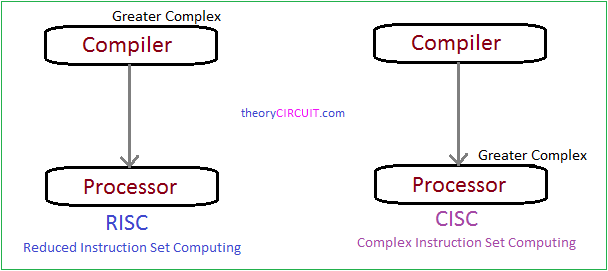 Greater Complex
Compiler
Processor
RISC
Reduced Instruction Set Computing
theoryCIRCUIT.com
Compiler
Greater Complex
Processor
CISC
Complex Instruction Set Computing